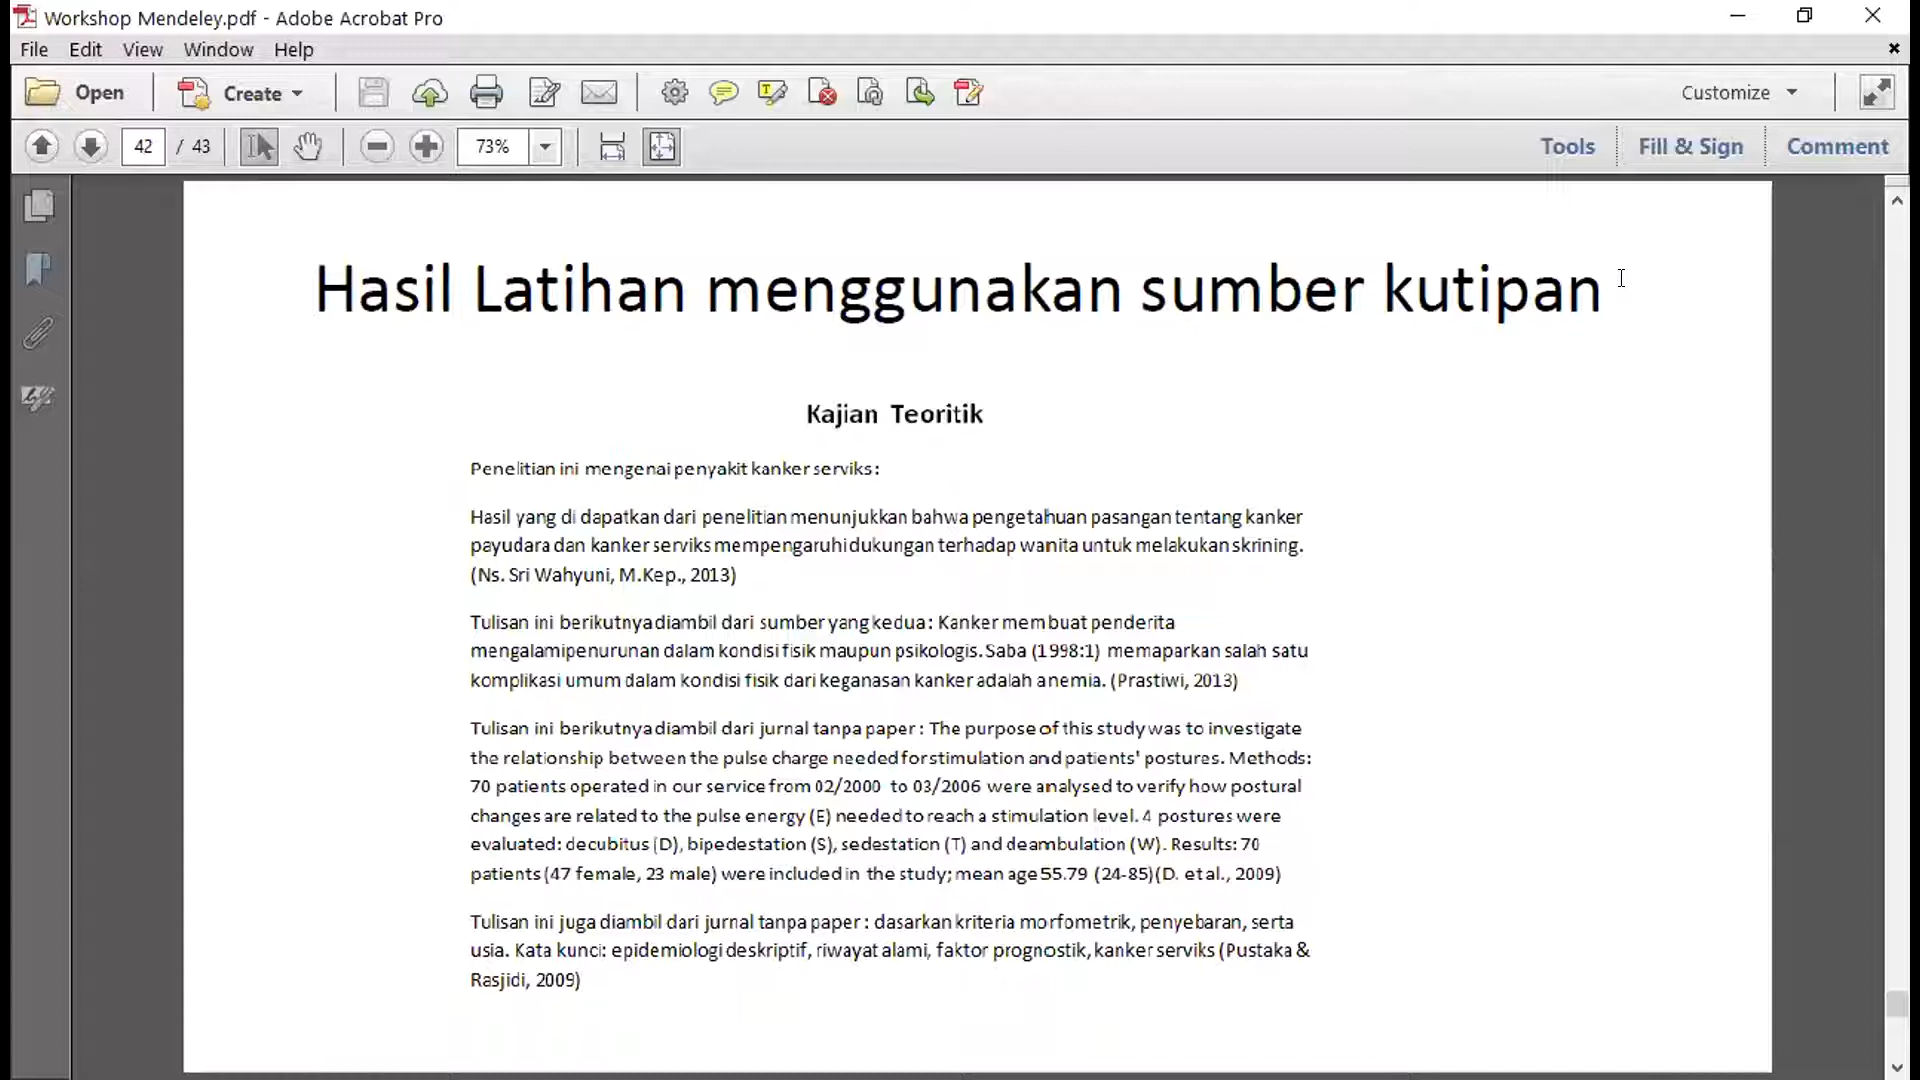 Workshop Mendeley.pdf - Adobe Acrobat Pro
File Edit View Window Help
Open Create Customize
42 / 43 73% Tools Fill & Sign Comment
Hasil Latihan menggunakan sumber kutipan
Kajian Teoritik
Penelitian ini mengenai penyakit kanker serviks :
Hasil yang di dapatkan dari penelitian menunjukkan bahwa pengetahuan pasangan tentang kanker
payudara dan kanker serviks mempengaruhi dukungan terhadap wanita untuk melakukan skrining.
(Ns. Sri Wahyuni, M.Kep., 2013)
Tulisan ini berikutnya diambil dari sumber yang kedua : Kanker membuat penderita
mengalamipenurunan dalam kondisi fisik maupun psikologis. Saba (1998:1) memaparkan salah satu
komplikasi umum dalam kondisi fisik dari keganasan kanker adalah anemia. (Prastiwi, 2013)
Tulisan ini berikutnya diambil dari jurnal tanpa paper : The purpose of this study was to investigate
the relationship between the pulse charge needed for stimulation and patients' postures. Methods:
70 patients operated in our service from 02/2000 to 03/2006 were analysed to verify how postural
changes are related to the pulse energy (E) needed to reach a stimulation level. 4 postures were
evaluated: decubitus (D), bipedestation (S), sedestation (T) and deambulation (W). Results: 70
patients (47 female, 23 male) were included in the study; mean age 55.79 (24-85)(D. et al., 2009)
Tulisan ini juga diambil dari jurnal tanpa paper : dasarkan kriteria morfometrik, penyebaran, serta
usia. Kata kunci: epidemiologi deskriptif, riwayat alami, faktor prognostik, kanker serviks (Pustaka &
Rasjidi, 2009)